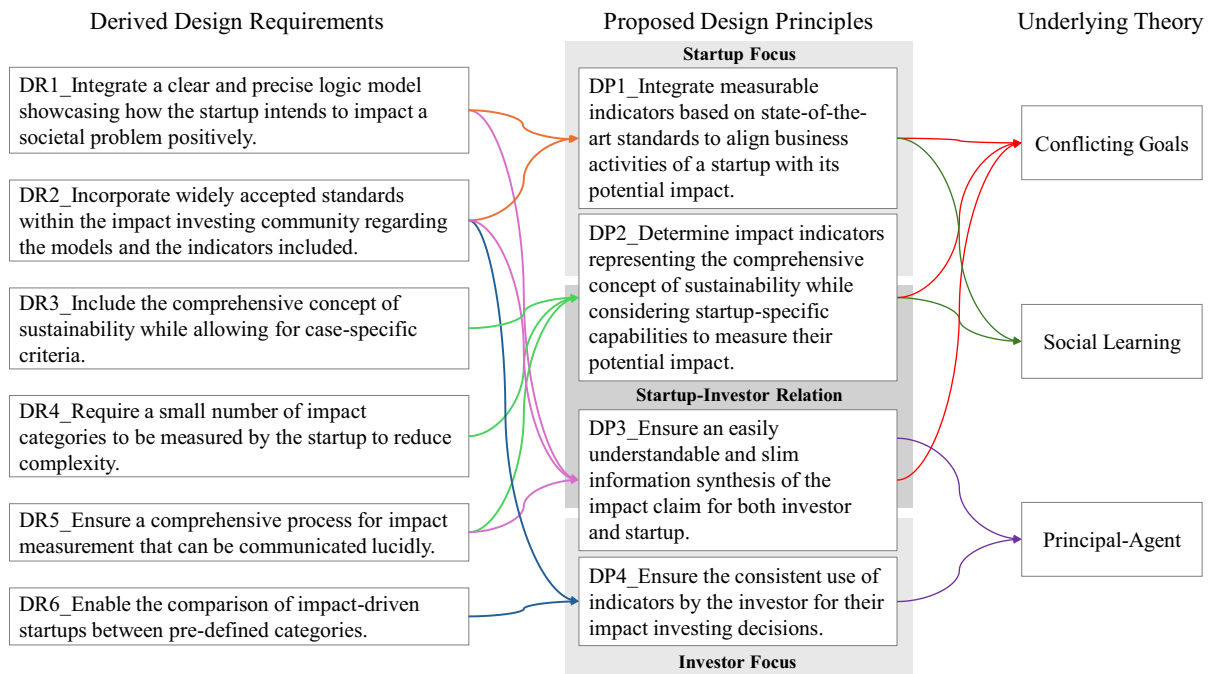 Derived Design Requirements
DR1_Integrate a clear and precise logic model
showcasing how the startup intends to impact a
societal problem positively.
DR2_Incorporate widely accepted standards
within the impact investing community regarding
the models and the indicators included.
DR3_Include the comprehensive concept of
sustainability while allowing for case-specific
criteria.
DR4_Require a small number of impact
categories to be measured by the startup to reduce
complexity.
DR5_Ensure a comprehensive process for impact
measurement that can be communicated lucidly.
DR6_Enable the comparison of impact-driven
startups between pre-defined categories.
Proposed Design Principles
Startup Focus
DP1_Integrate measurable
indicators based on state-of-the-
art standards to align business
activities of a startup with its
potential impact.
DP2_Determine impact indicators
representing the comprehensive
concept of sustainability while
considering startup-specific
capabilities to measure their
potential impact.
Startup-Investor Relation
DP3_Ensure an easily
understandable and slim
information synthesis of the
impact claim for both investor
and startup.
DP4_Ensure the consistent use of
indicators by the investor for their
impact investing decisions.
Investor Focus
Underlying Theory
Conflicting Goals
Social Learning
Principal-Agent